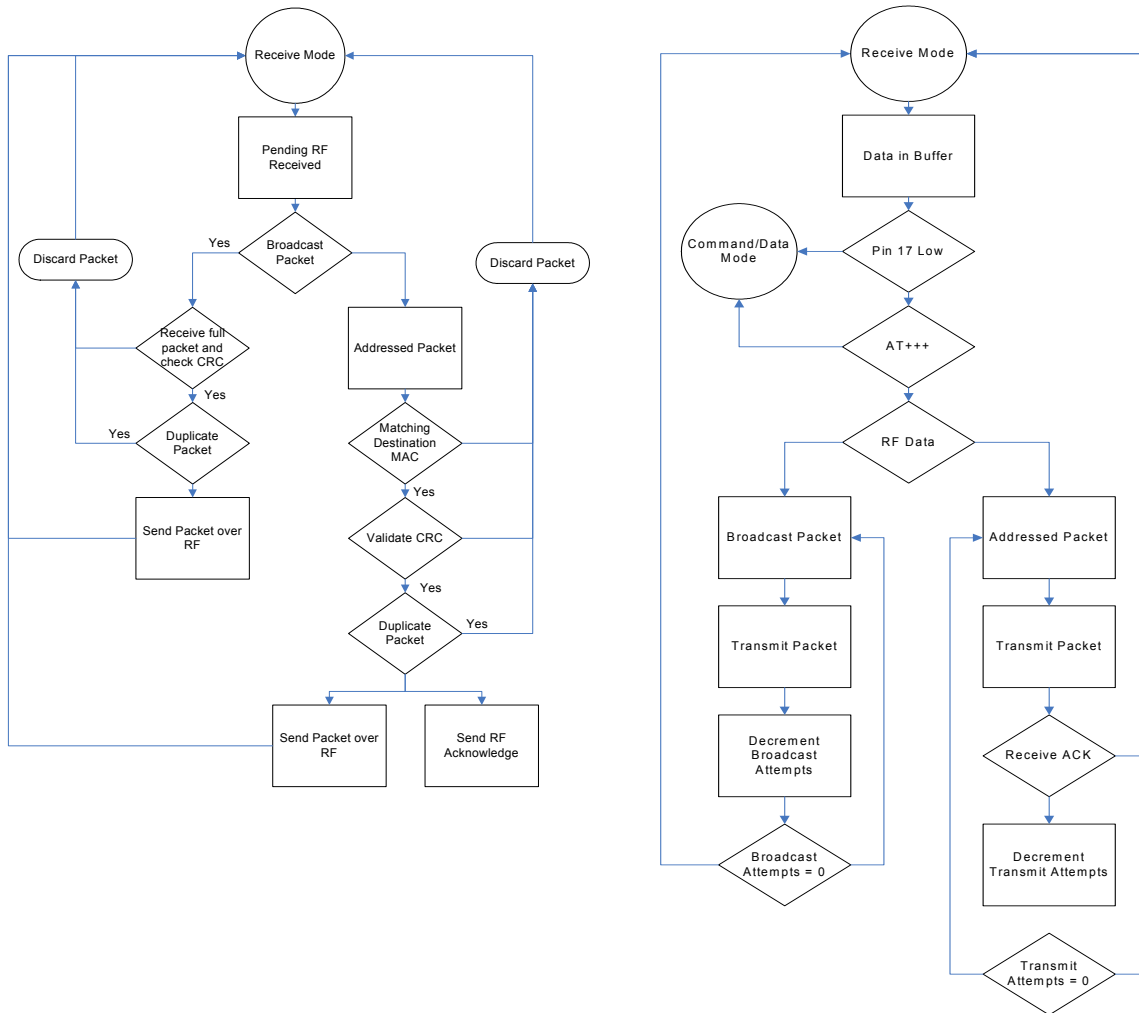 Receive Mode
Pending RF
Received
Yes
Broadcast
Packet
Discard Packet
Discard Packet
Receive full
packet and
check CRC
Addressed Packet
Yes
Yes
Duplicate
Packet
Matching
Destination
MAC
Yes
Send Packet over
RF
Validate CRC
Yes
Duplicate
Packet
Yes
Send Packet over
RF
Send RF
Acknowledge
Receive Mode
Data in Buffer
Command/Data
Mode
Pin 17 Low
AT+++
RF Data
Broadcast Packet
Addressed Packet
Transmit Packet
Transmit Packet
Decrement
Broadcast
Attempts
Receive ACK
Broadcast
Attempts = 0
Decrement
Transmit Attempts
Transmit
Attempts = 0